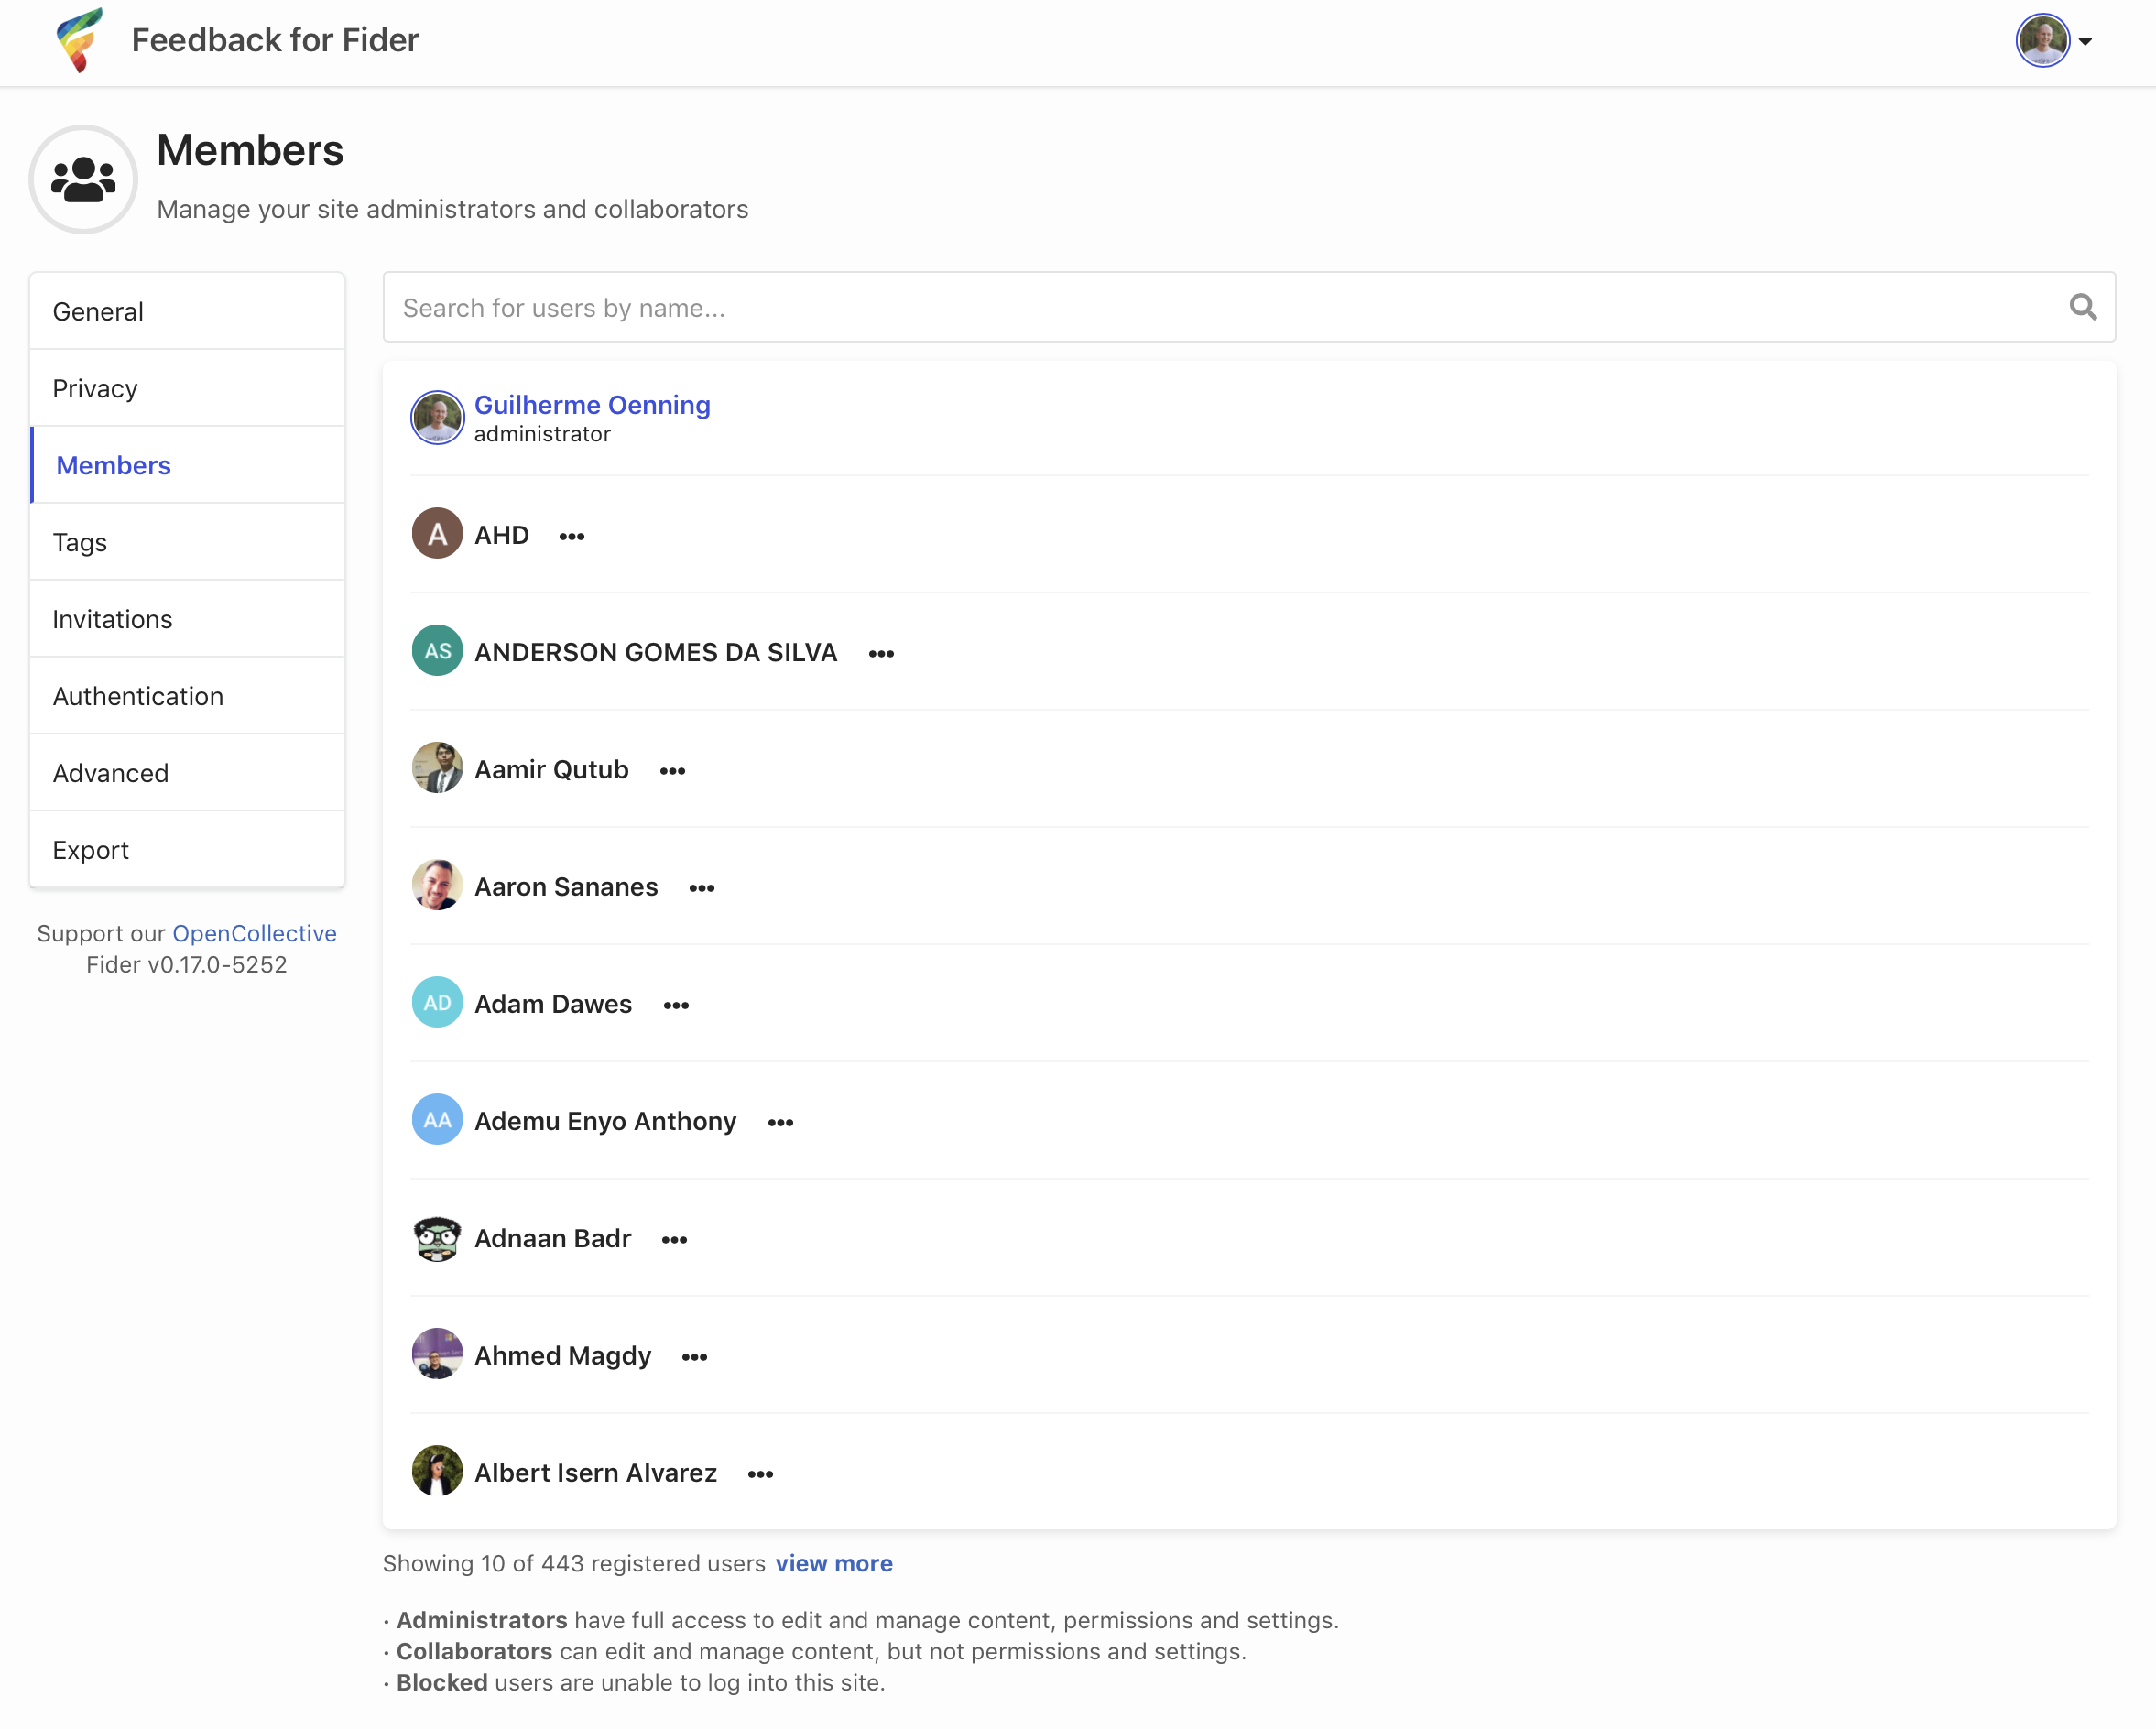 Feedback for Fider
Members
Manage your site administrators and collaborators
General
Privacy
Members
Tags
Invitations
Authentication
Advanced
Export
Support our OpenCollective
Fider v0.17.0-5252
Search for users by name...
Guilherme Oenning
administrator
A AHD •••
AS ANDERSON GOMES DA SILVA •••
Aamir Qutub •••
Aaron Sananes •••
AD Adam Dawes •••
AA Ademu Enyo Anthony •••
Adnaan Badr •••
Ahmed Magdy •••
Albert Isern Alvarez •••
Showing 10 of 443 registered users view more
· Administrators have full access to edit and manage content, permissions and settings.
· Collaborators can edit and manage content, but not permissions and settings.
· Blocked users are unable to log into this site.